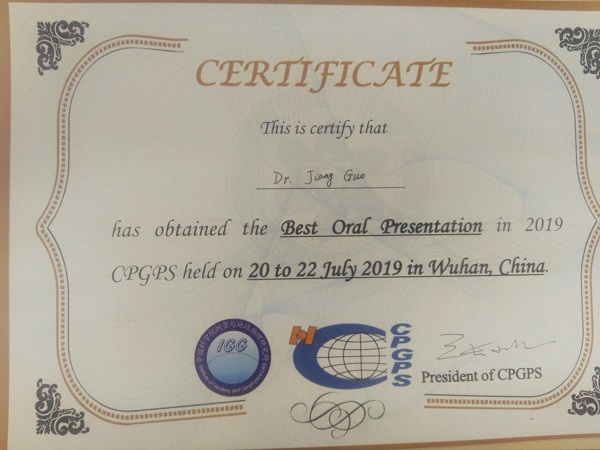 CERTIFICATE
This is certify that
Dr. Jiang Guo
has obtained the Best Oral Presentation in 2019
CPGPS held on 20 to 22 July 2019 in Wuhan, China.
IGG
CPGPS
President of CPGPS